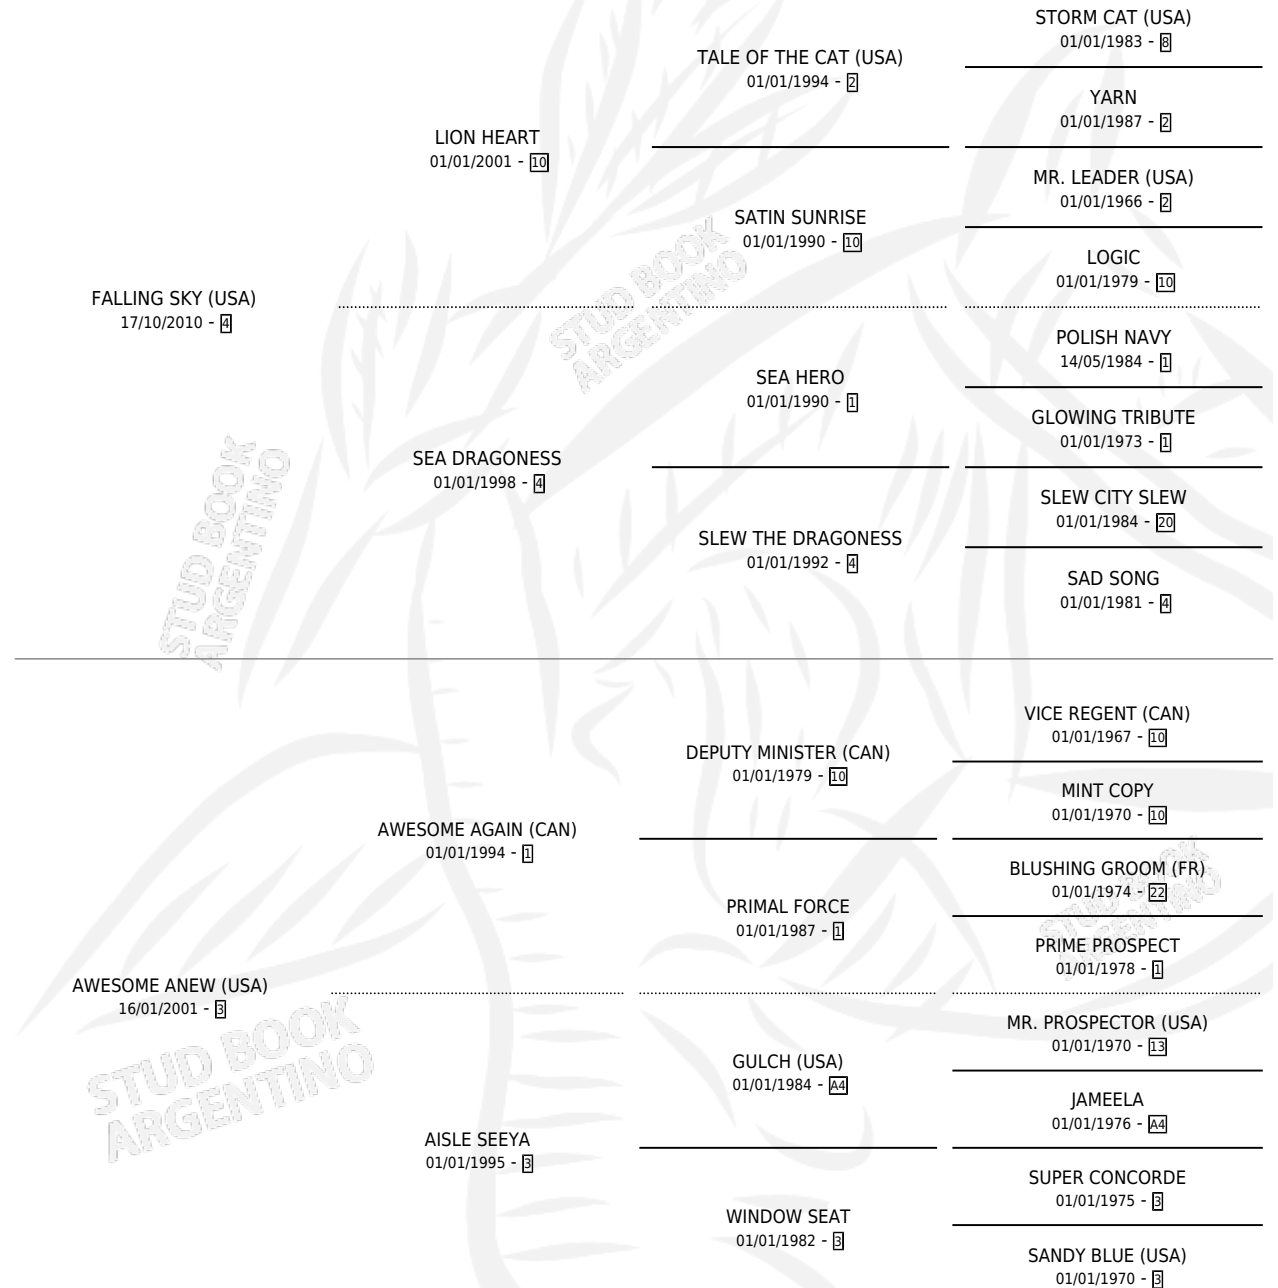 STORM CAT (USA)
01/01/1983 - 8
TALE OF THE CAT (USA)
01/01/1994 - 2
YARN
01/01/1987 - 2
LION HEART
01/01/2001 - 10
MR. LEADER (USA)
01/01/1966 - 2
SATIN SUNRISE
01/01/1990 - 10
LOGIC
01/01/1979 - 10
FALLING SKY (USA)
17/10/2010 - 4
POLISH NAVY
14/05/1984 - 1
SEA HERO
01/01/1990 - 1
GLOWING TRIBUTE
01/01/1973 - 1
SEA DRAGONESS
01/01/1998 - 4
SLEW CITY SLEW
01/01/1984 - 20
SLEW THE DRAGONESS
01/01/1992 - 4
SAD SONG
01/01/1981 - 4
VICE REGENT (CAN)
01/01/1967 - 10
DEPUTY MINISTER (CAN)
01/01/1979 - 10
MINT COPY
01/01/1970 - 10
AWESOME AGAIN (CAN)
01/01/1994 - 1
BLUSHING GROOM (FR)
01/01/1974 - 22
PRIMAL FORCE
01/01/1987 - 1
PRIME PROSPECT
01/01/1978 - 1
AWESOME ANEW (USA)
16/01/2001 - 3
MR. PROSPECTOR (USA)
01/01/1970 - 13
GULCH (USA)
01/01/1984 - A4
JAMEELA
01/01/1976 - A4
AISLE SEEYA
01/01/1995 - 3
SUPER CONCORDE
01/01/1975 - 3
WINDOW SEAT
01/01/1982 - 3
SANDY BLUE (USA)
01/01/1970 - 3
STUD BOOK
ARGENTINO
STUD BOOK
ARGENTINO
STUD BOOK
ARGENTINO
STUD BOOK
ARGENTINO